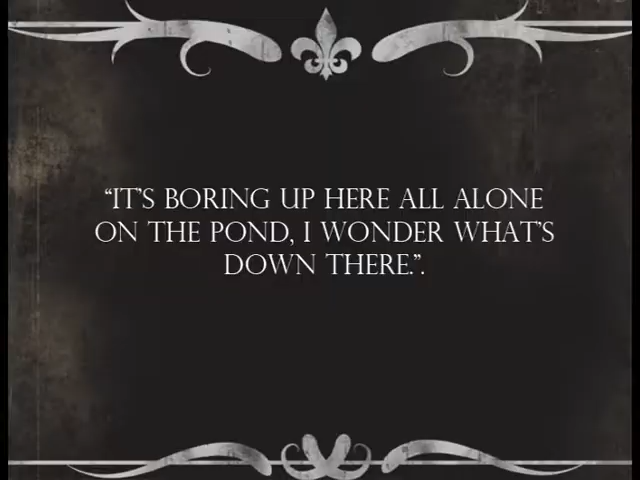 “IT’S BORING UP HERE ALL ALONE
ON THE POND, I WONDER WHAT’S
DOWN THERE.”.